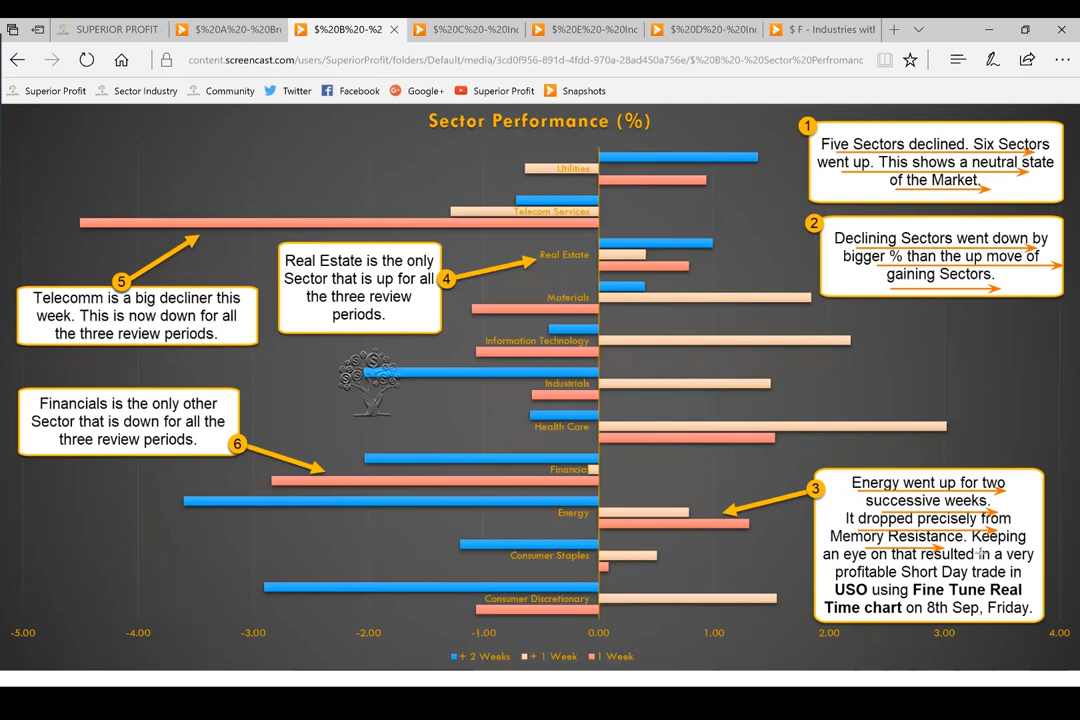 SUPERIOR PROFIT
$%20A%20-%20Bro
$%20B%20-%2
$%20C%20-%20Ind
$%20E%20-%20Ind
$%20D%20-%20Ind
$ F - Industries with
content.screencast.com/users/SuperiorProfit/folders/Default/media/3cd0f956-891d-4fdd-970a-28ad450a756e/$%20B%20-%20Sector%20Perfromanc
Superior Profit
Sector Industry
Community
Twitter
Facebook
Google+
Superior Profit
Snapshots
Sector Performance (%)
1
Five Sectors declined. Six Sectors
went up. This shows a neutral state
of the Market.
2
Declining Sectors went down by
bigger % than the up move of
gaining Sectors.
Utilities
Telecom Services
Real Estate
Materials
Information Technology
Industrials
Health Care
Energy
Consumer Staples
Consumer Discretionary
4
Real Estate is the only
Sector that is up for all
the three review
periods.
5
Telecomm is a big decliner this
week. This is now down for all
the three review periods.
6
Financials is the only other
Sector that is down for all the
three review periods.
3
Energy went up for two
successive weeks.
It dropped precisely from
Memory Resistance. Keeping
an eye on that resulted in a very
profitable Short Day trade in
USO using Fine Tune Real
Time chart on 8th Sep, Friday.
-5.00 -4.00 -3.00 -2.00 -1.00 0.00 1.00 2.00 3.00 4.00
+ 2 Weeks + 1 Week 1 Week